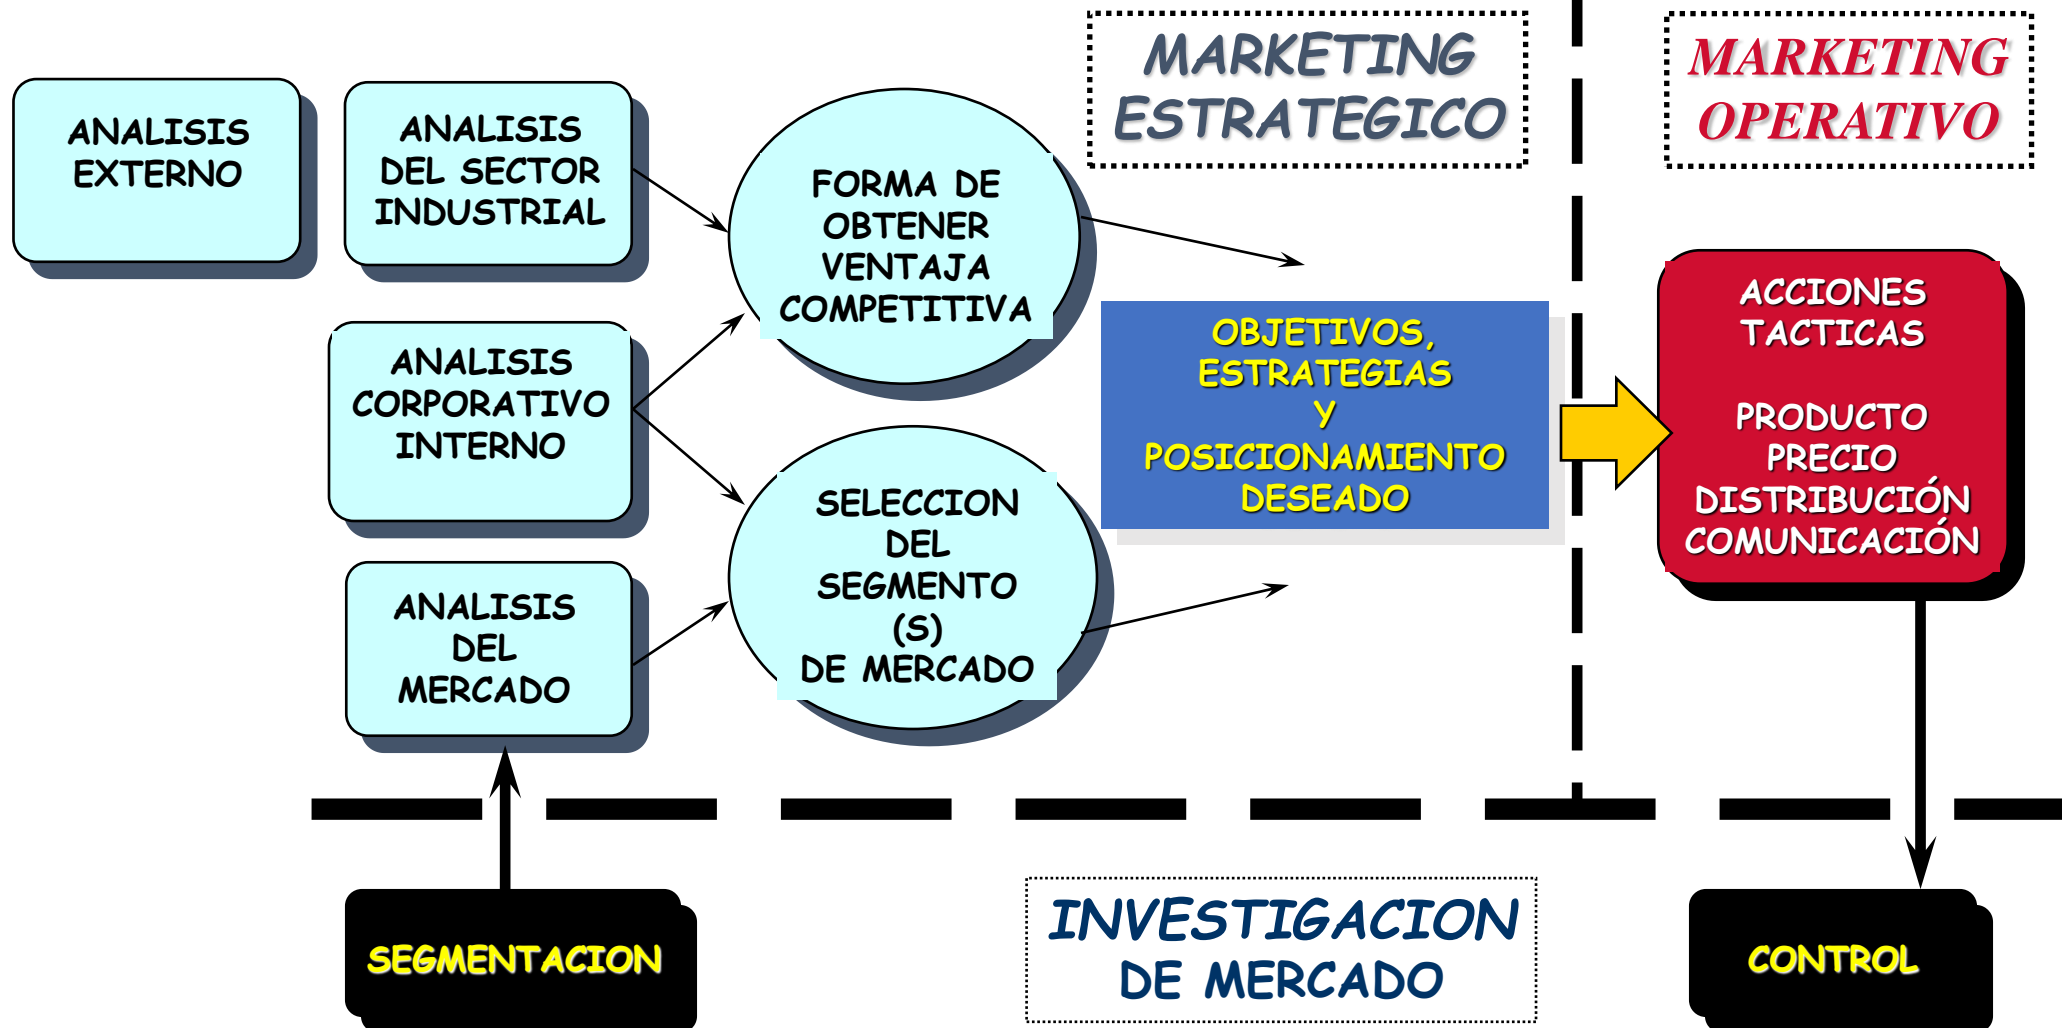 MARKETING
ESTRATEGICO
MARKETING
OPERATIVO
ANALISIS
EXTERNO
ANALISIS
DEL SECTOR
INDUSTRIAL
FORMA DE
OBTENER
VENTAJA
COMPETITIVA
ANALISIS
CORPORATIVO
INTERNO
OBJETIVOS,
ESTRATEGIAS
Y
POSICIONAMIENTO
DESEADO
ACCIONES
TACTICAS
PRODUCTO
PRECIO
DISTRIBUCIÓN
COMUNICACIÓN
SELECCION
DEL
SEGMENTO
(S)
DE MERCADO
ANALISIS
DEL
MERCADO
SEGMENTACION
INVESTIGACION
DE MERCADO
CONTROL